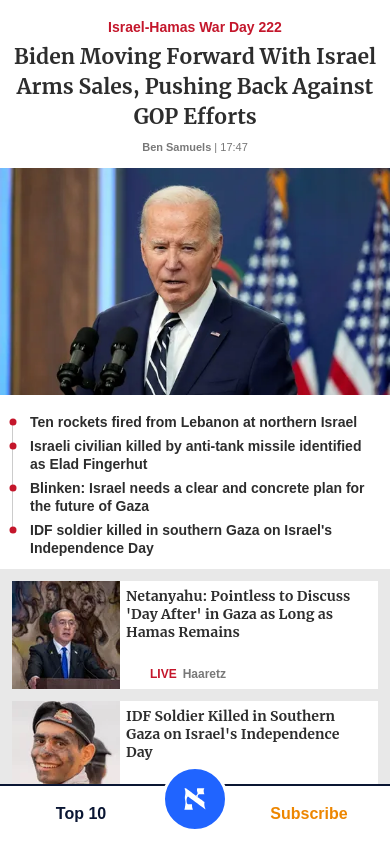 Israel-Hamas War Day 222
Biden Moving Forward With Israel
Arms Sales, Pushing Back Against
GOP Efforts
Ben Samuels | 17:47
Ten rockets fired from Lebanon at northern Israel
Israeli civilian killed by anti-tank missile identified
as Elad Fingerhut
Blinken: Israel needs a clear and concrete plan for
the future of Gaza
IDF soldier killed in southern Gaza on Israel's
Independence Day
Netanyahu: Pointless to Discuss
'Day After' in Gaza as Long as
Hamas Remains
LIVE Haaretz
IDF Soldier Killed in Southern
Gaza on Israel's Independence
Day
Top 10
א
Subscribe